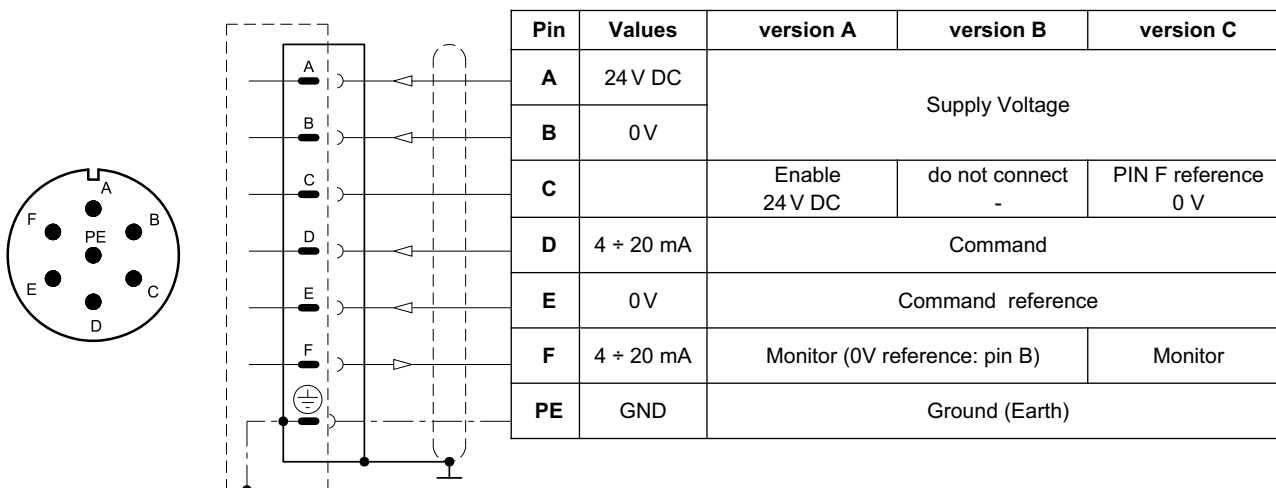 A
B
C
D
E
F
PE
A
B
C
D
E
F
Pin Values version A version B version C
A 24 V DC Supply Voltage
B 0 V
C Enable 24 V DC do not connect - PIN F reference 0 V
D 4 ÷ 20 mA Command
E 0 V Command reference
F 4 ÷ 20 mA Monitor (0V reference: pin B) Monitor
PE GND Ground (Earth)